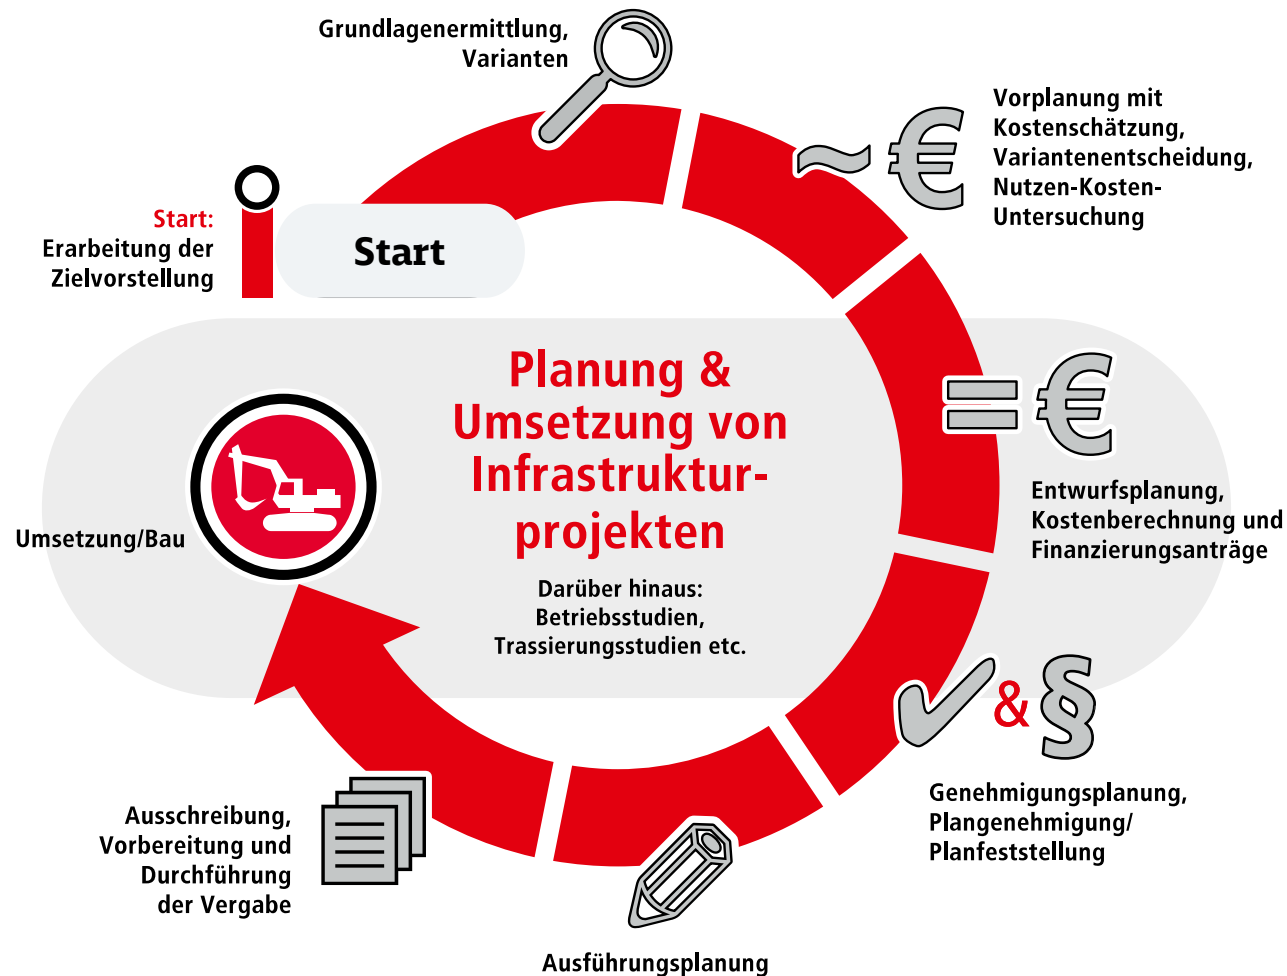 Grundlagenermittlung,
Varianten
~ €
Vorplanung mit
Kostenschätzung,
Variantenentscheidung,
Nutzen-Kosten-
Untersuchung
Start:
Erarbeitung der
Zielvorstellung
Start
Planung &
Umsetzung von
Infrastruktur-
projekten
Darüber hinaus:
Betriebsstudien,
Trassierungsstudien etc.
= €
Entwurfsplanung,
Kostenberechnung und
Finanzierungsanträge
& §
Genehmigungsplanung,
Plangenehmigung/
Planfeststellung
Ausführungsplanung
Ausschreibung,
Vorbereitung und
Durchführung
der Vergabe
Umsetzung/Bau